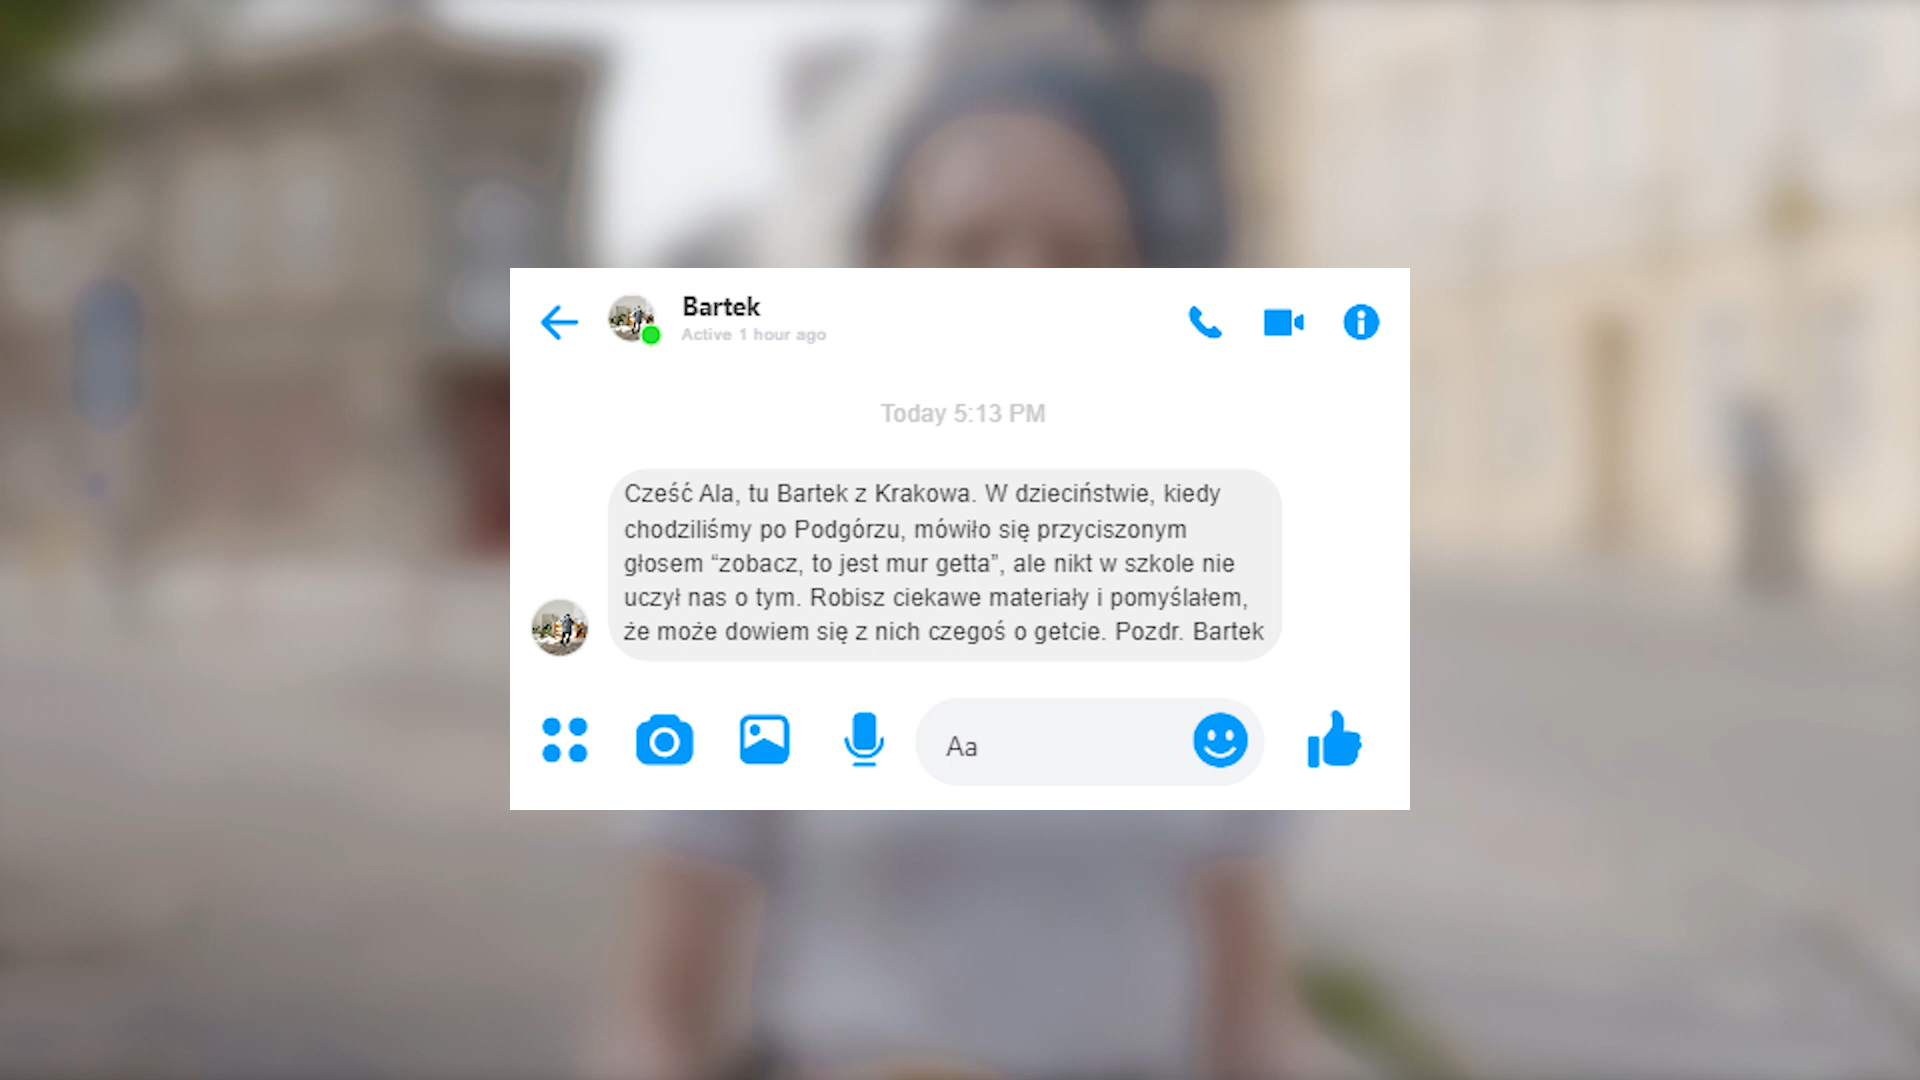 Bartek
Active 1 hour ago
Today 5:13 PM
Cześć Ala, tu Bartek z Krakowa. W dzieciństwie, kiedy
chodziliśmy po Podgórzu, mówiło się przyciszonym
głosem “zobacz, to jest mur getta”, ale nikt w szkole nie
uczył nas o tym. Robisz ciekawe materiały i pomyślałem,
że może dowiem się z nich czegoś o getcie. Pozdr. Bartek
Aa